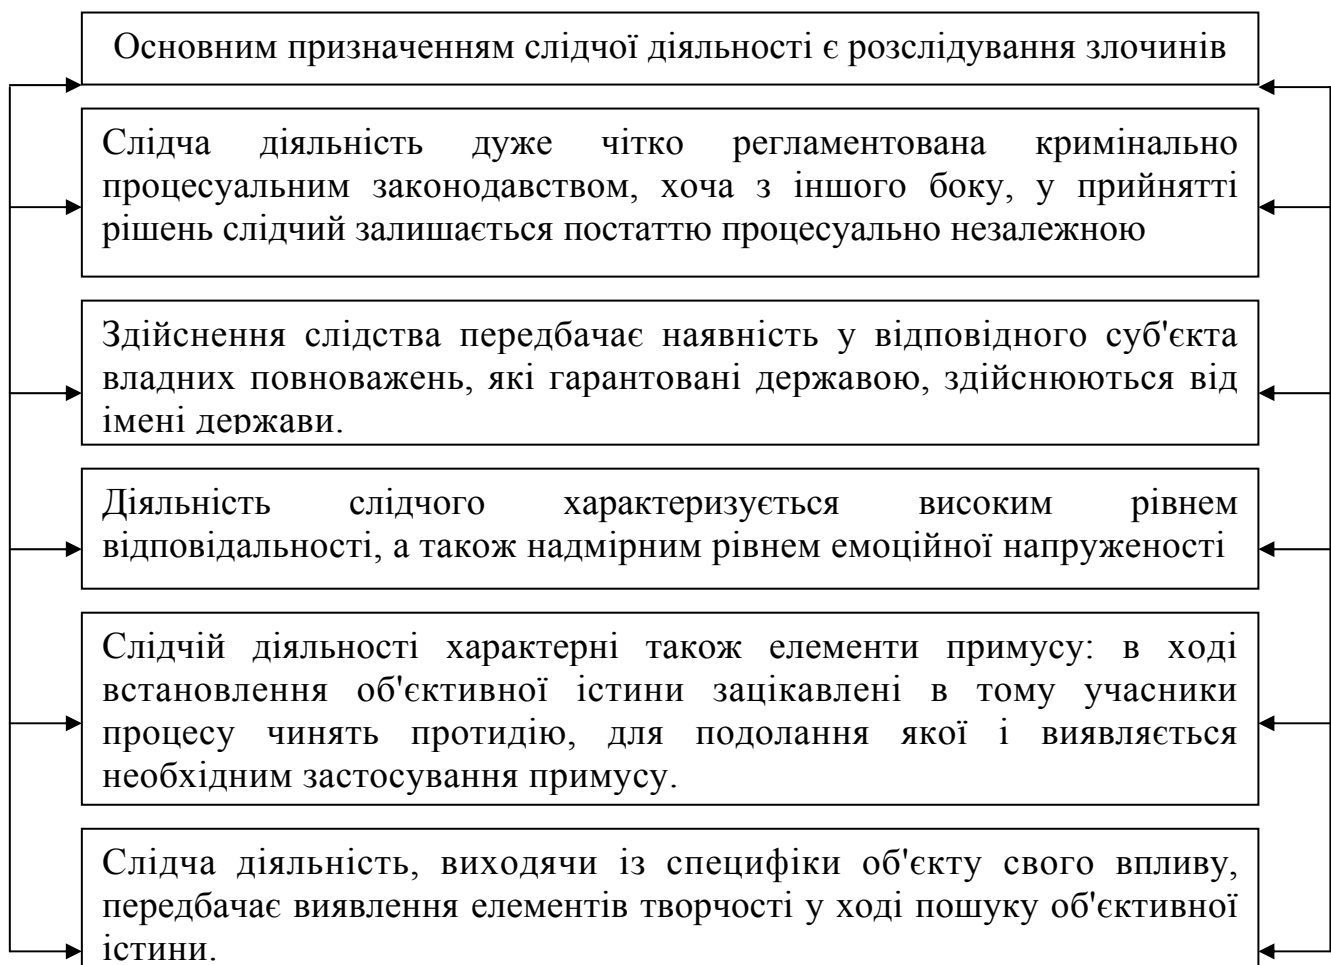 Основним призначенням слідчої діяльності є розслідування злочинів
Слідча діяльність дуже чітко регламентована кримінально
процесуальним законодавством, хоча з іншого боку, у прийнятті
рішень слідчий залишається постаттю процесуально незалежною
Здійснення слідства передбачає наявність у відповідного суб'єкта
владних повноважень, які гарантовані державою, здійснюються від
імені держави.
Діяльність слідчого характеризується високим рівнем
відповідальності, а також надмірним рівнем емоційної напруженості
Слідчій діяльності характерні також елементи примусу: в ході
встановлення об'єктивної істини зацікавлені в тому учасники
процесу чинять протидію, для подолання якої і виявляється
необхідним застосування примусу.
Слідча діяльність, виходячи із специфіки об'єкту свого впливу,
передбачає виявлення елементів творчості у ході пошуку об'єктивної
істини.